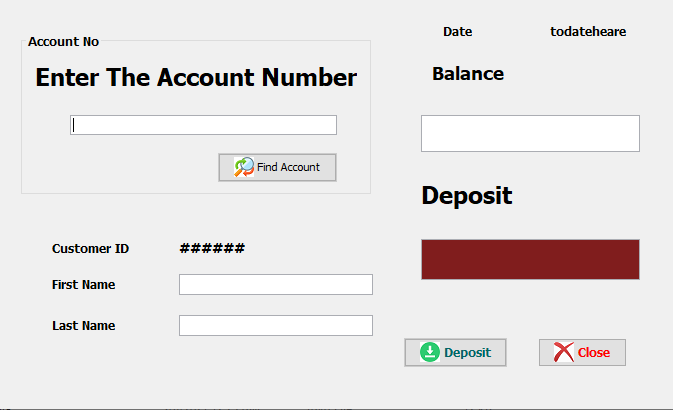 Account No
Enter The Account Number
Find Account
Date
todateheare
Balance
Deposit
Customer ID
######
First Name
Last Name
Deposit
Close